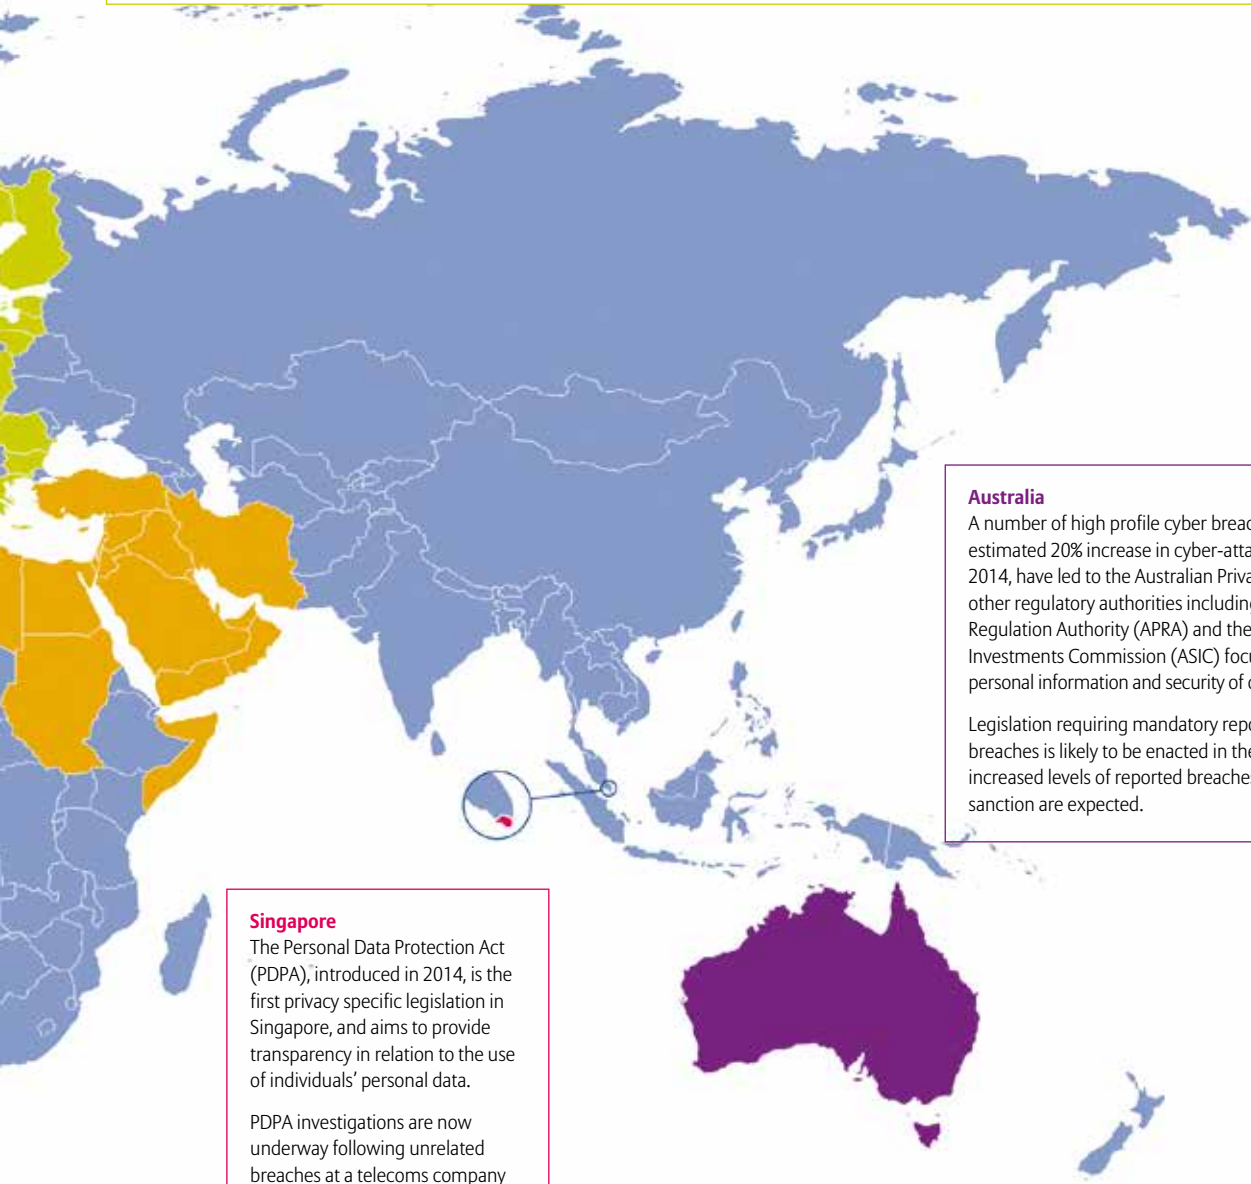 Australia
A number of high profile cyber breac
estimated 20% increase in cyber-atta
2014, have led to the Australian Priva
other regulatory authorities including
Regulation Authority (APRA) and the
Investments Commission (ASIC) focu
personal information and security of
Legislation requiring mandatory repo
breaches is likely to be enacted in the
increased levels of reported breaches
sanction are expected.
Singapore
The Personal Data Protection Act
(PDPA), introduced in 2014, is the
first privacy specific legislation in
Singapore, and aims to provide
transparency in relation to the use
of individuals’ personal data.
PDPA investigations are now
underway following unrelated
breaches at a telecoms company